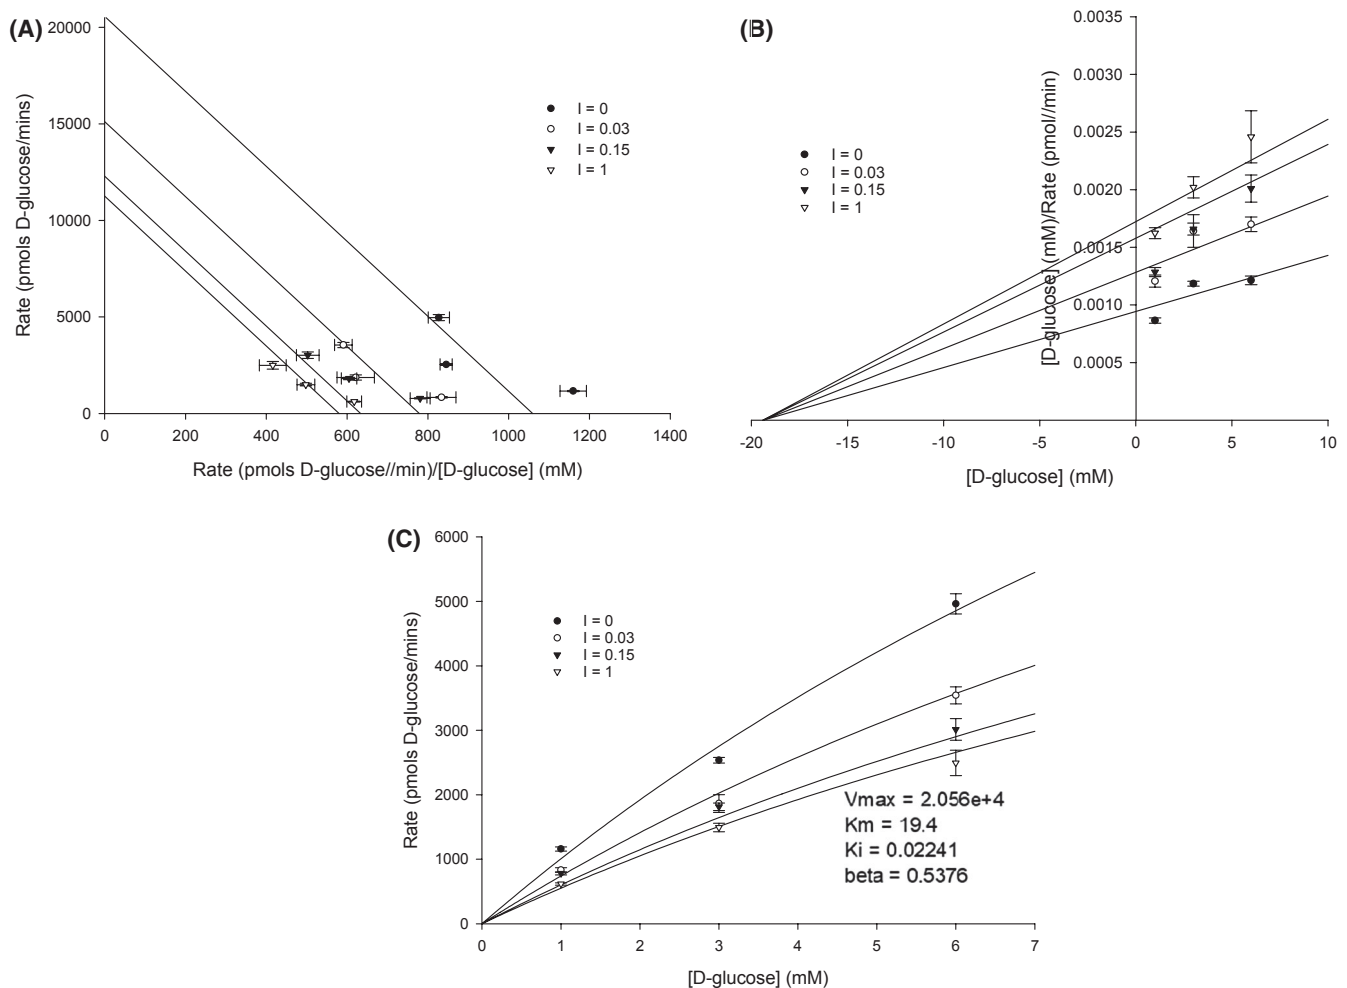 (A)
20000
15000
10000
5000
0
Rate (pmols D-glucose/mins)
I = 0
I = 0.03
I = 0.15
I = 1
0 200 400 600 800 1000 1200 1400
Rate (pmols D-glucose//min)/[D-glucose] (mM)
(B)
0.0035
0.0030
0.0025
0.0020
0.0015
0.0010
0.0005
[D-glucose] (mM)/Rate (pmol//min)
I = 0
I = 0.03
I = 0.15
I = 1
-20 -15 -10 -5 0 5 10
[D-glucose] (mM)
(C)
6000
5000
4000
3000
2000
1000
0
Rate (pmols D-glucose/mins)
I = 0
I = 0.03
I = 0.15
I = 1
Vmax = 2.056e+4
Km = 19.4
Ki = 0.02241
beta = 0.5376
0 1 2 3 4 5 6 7
[D-glucose] (mM)